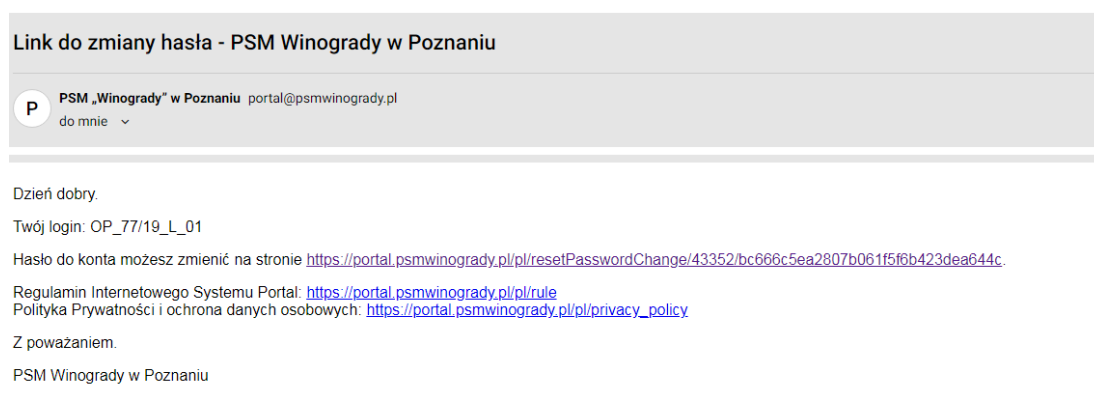 Link do zmiany hasła - PSM Winogrady w Poznaniu
P
PSM „Winogrady” w Poznaniu portal@psmwinogrady.pl
do mnie
Dzień dobry.
Twój login: OP_77/19_L_01
Hasło do konta możesz zmienić na stronie https://portal.psmwinogrady.pl/pl/resetPasswordChange/43352/bc666c5ea2807b061f5f6b423dea644c.
Regulamin Internetowego Systemu Portal: https://portal.psmwinogrady.pl/pl/rule
Polityka Prywatności i ochrona danych osobowych: https://portal.psmwinogrady.pl/pl/privacy_policy
Z poważaniem.
PSM Winogrady w Poznaniu